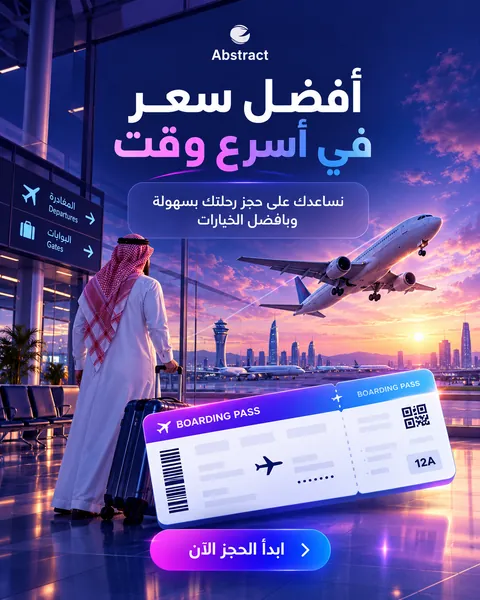 Abstract
أفضل سعر
في أسرع وقت
نساعدك على حجز رحلتك بسهولة
وبافضل الخيارات
المغادرة
Departures
البوابات
Gates
BOARDING PASS
BOARDING PASS
12A
ابدأ الحجز الآن